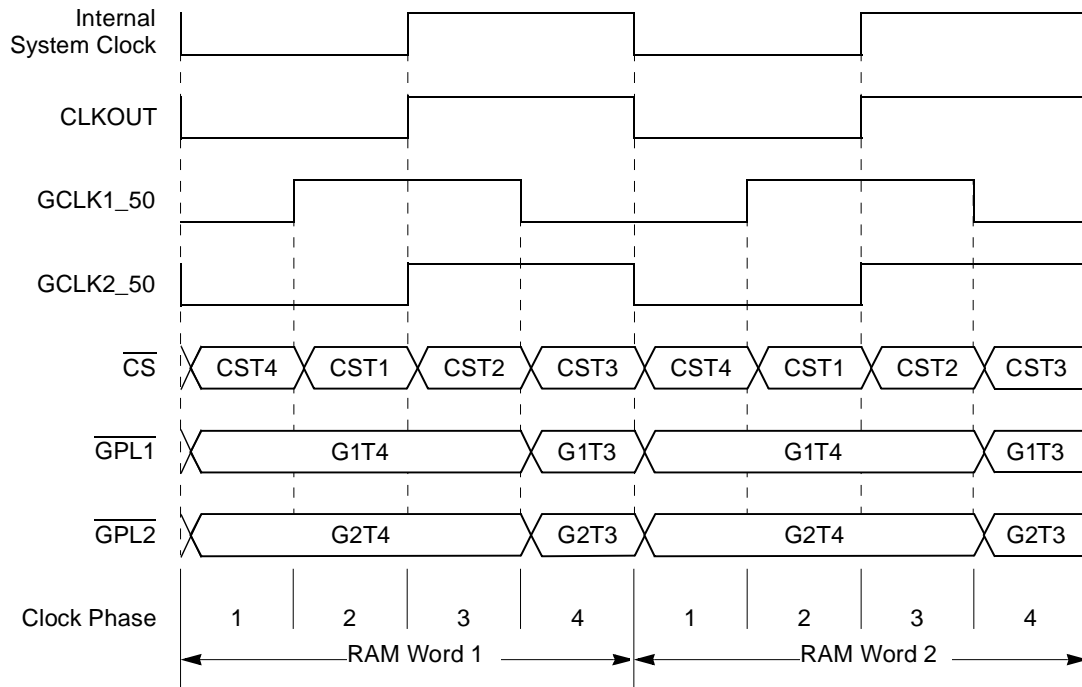 Internal
System Clock
CLKOUT
GCLK1_50
GCLK2_50
CS CST4 CST1 CST2 CST3 CST4 CST1 CST2 CST3
GPL1 G1T4 G1T3 G1T4 G1T3
GPL2 G2T4 G2T3 G2T4 G2T3
Clock Phase 1 2 3 4 1 2 3 4
RAM Word 1 RAM Word 2